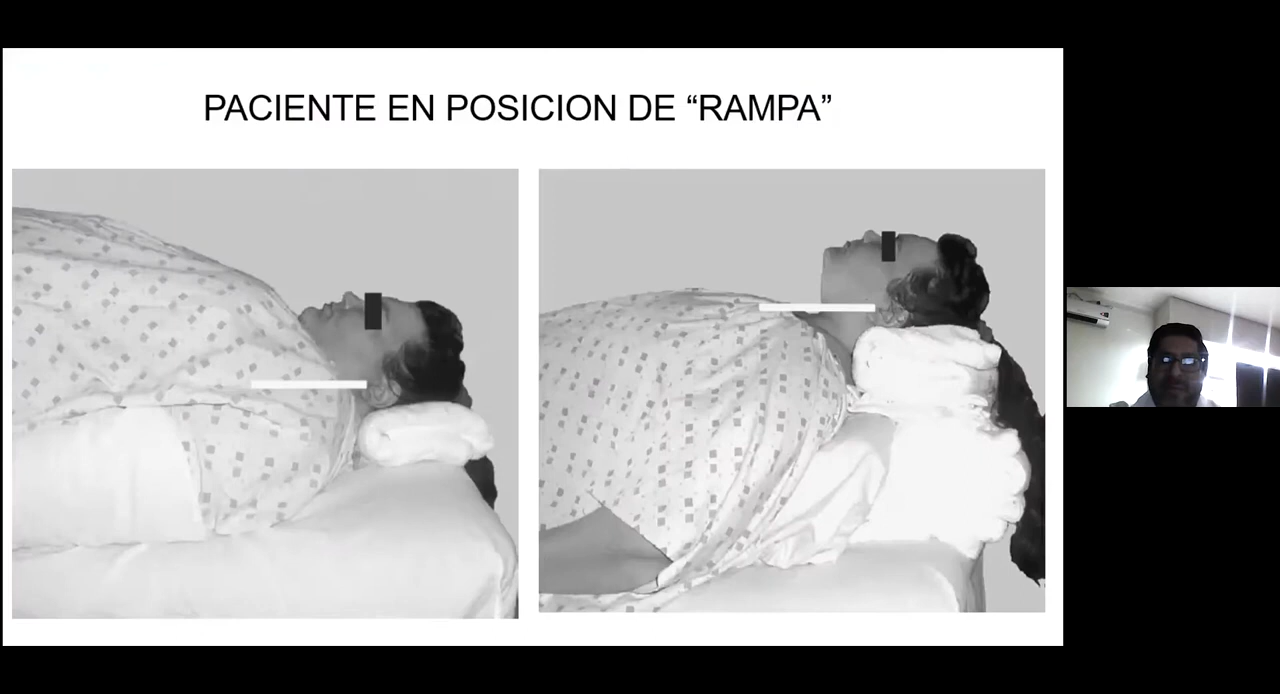 PACIENTE EN POSICION DE “RAMPA”